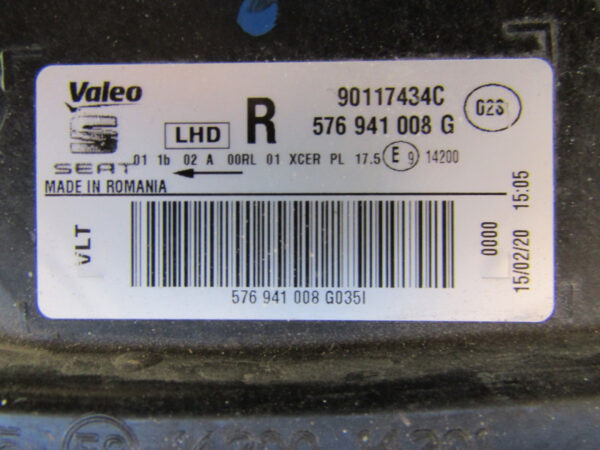 Valeo
SEAT
MADE IN ROMANIA
LHD
R
90117434C
576 941 008 G
01 1b 02 A 00RL 01 XCER PL 17.5 E 9 14200
VLT
576 941 008 G035I
0000
15/02/20 15:05